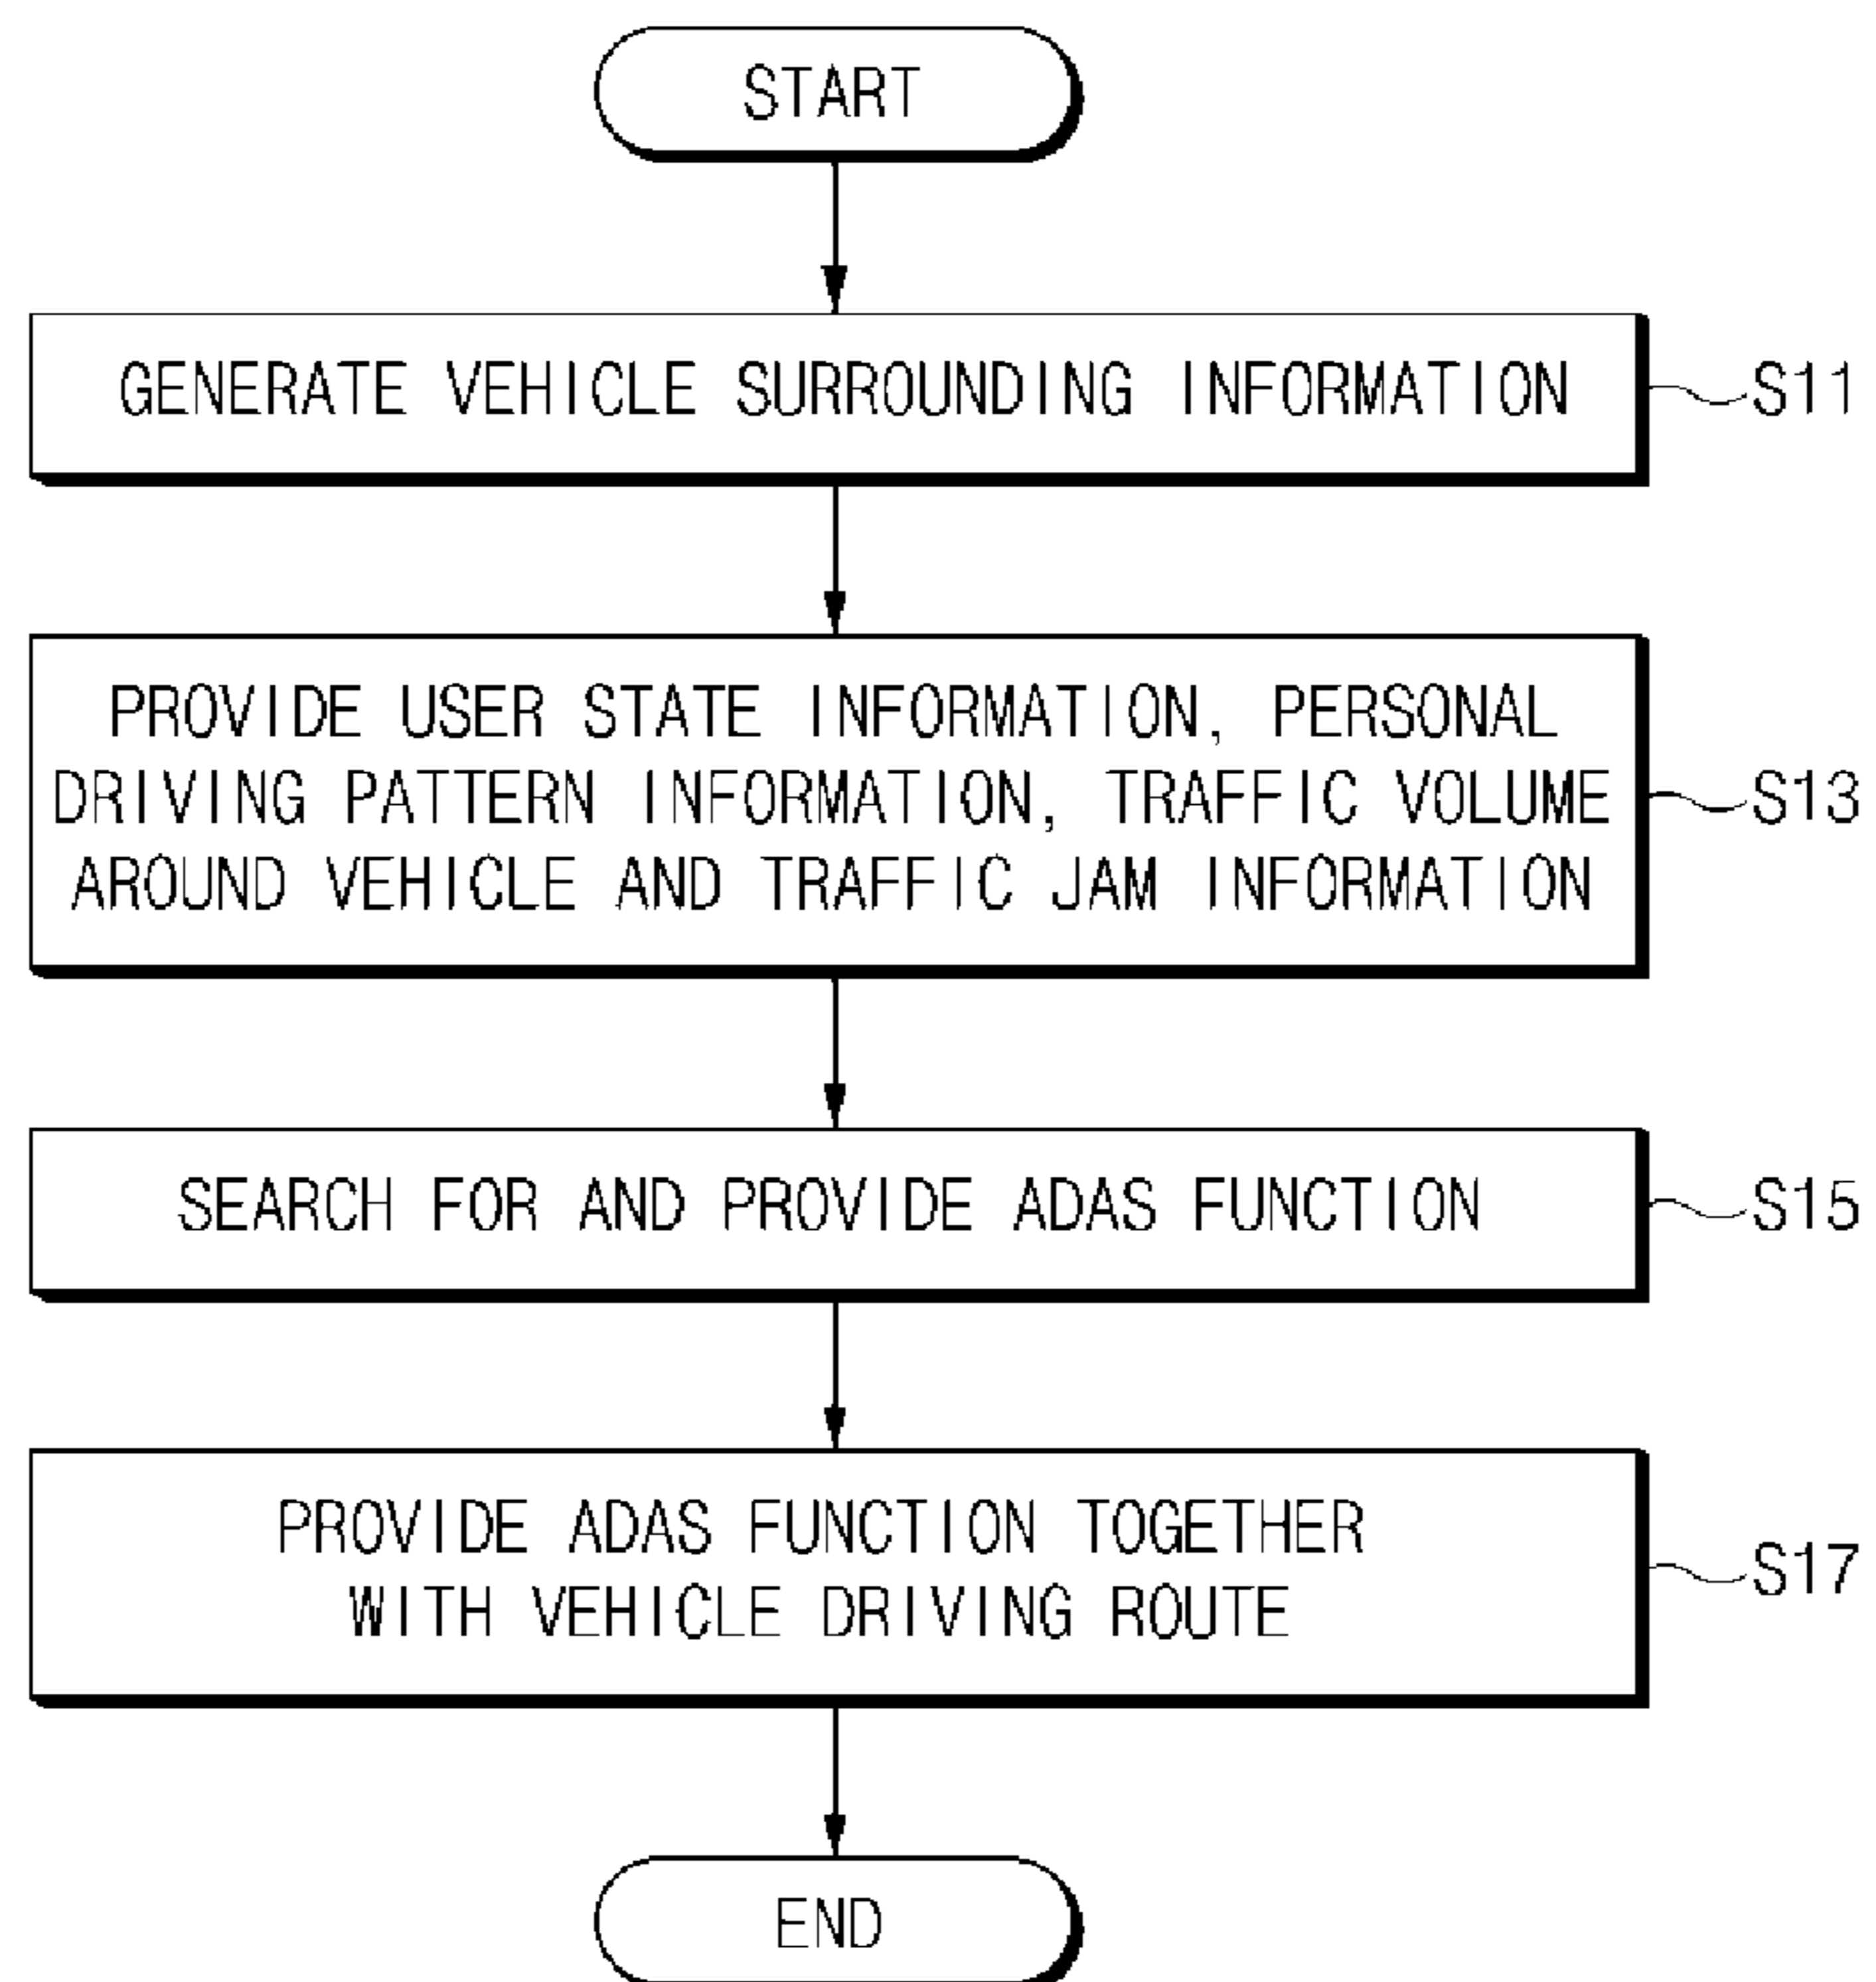 START
GENERATE VEHICLE SURROUNDING INFORMATION
S11
PROVIDE USER STATE INFORMATION, PERSONAL
DRIVING PATTERN INFORMATION, TRAFFIC VOLUME
AROUND VEHICLE AND TRAFFIC JAM INFORMATION
S13
SEARCH FOR AND PROVIDE ADAS FUNCTION
S15
PROVIDE ADAS FUNCTION TOGETHER
WITH VEHICLE DRIVING ROUTE
S17
END